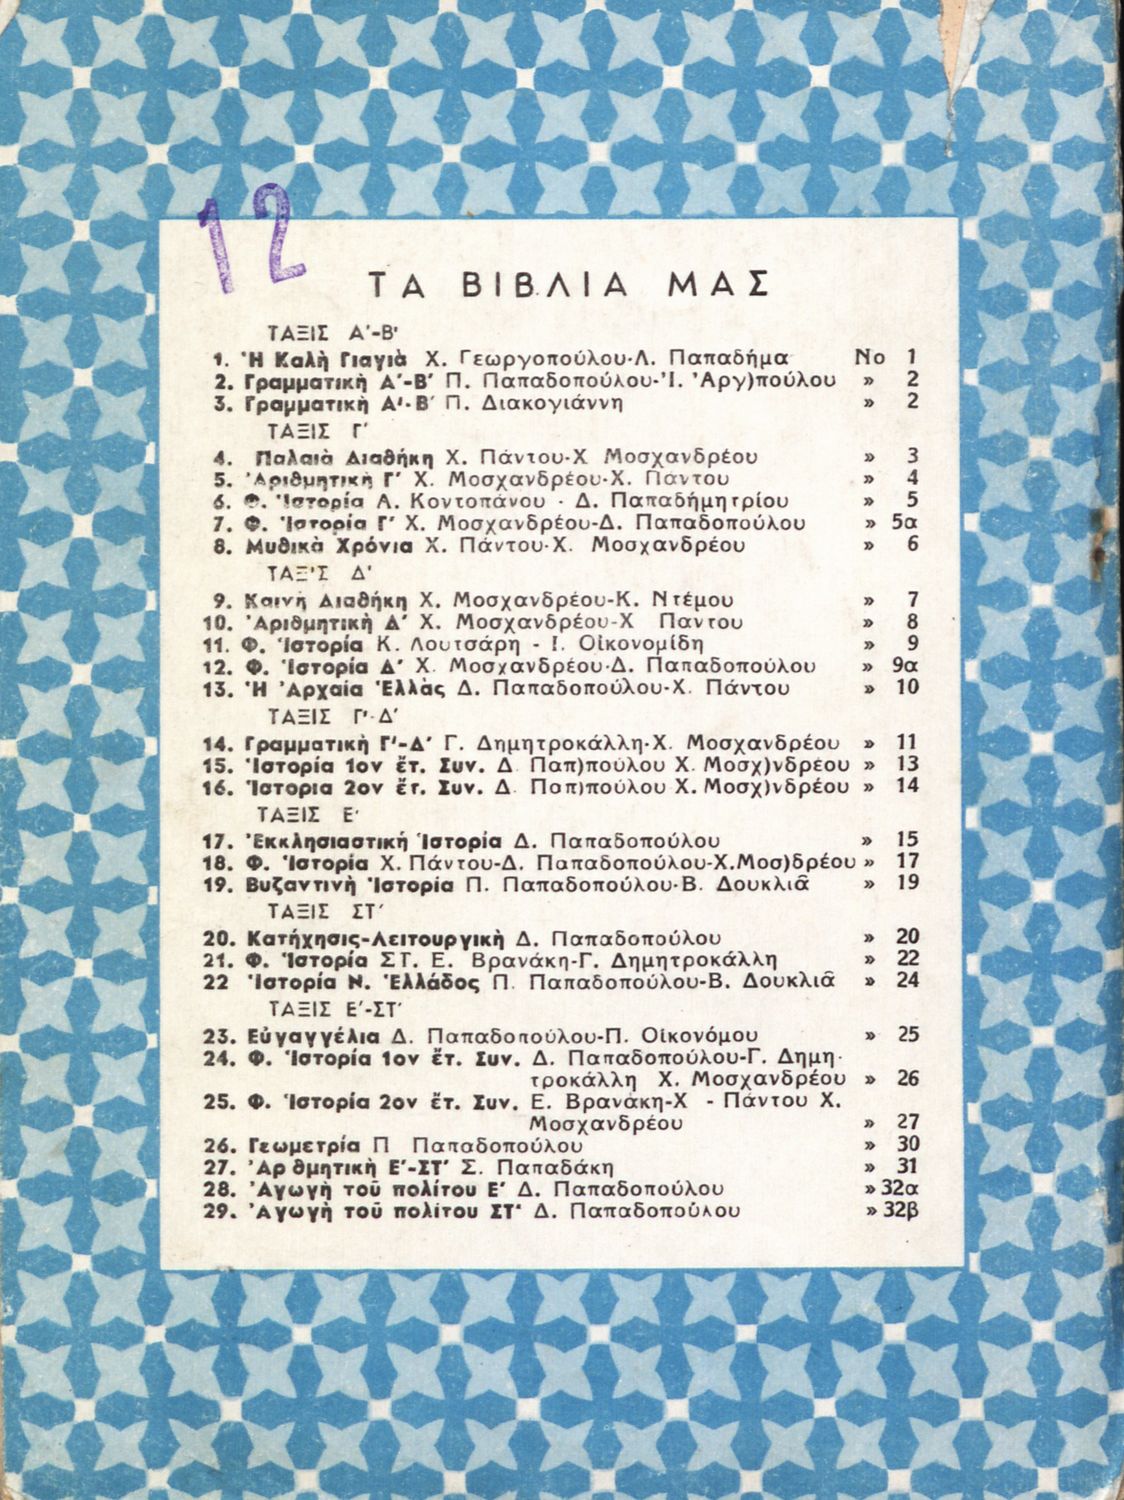 12
ΤΑ ΒΙΒΛΙΑ ΜΑΣ
ΤΑΞΙΣ Α'-Β'
1. Ἡ Καλὴ Γιαγιὰ Χ. Γεωργοπούλου-Λ. Παπαδήμα Νο 1
2. Γραμματικὴ Α'-Β' Π. Παπαδοπούλου-Ἰ. Ἀργ)πούλου » 2
3. Γραμματικὴ Α'-Β' Π. Διακογιάννη » 2
ΤΑΞΙΣ Γ'
4. Παλαιὰ Διαθήκη Χ. Πάντου-Χ Μοσχανδρέου » 3
5. Ἀριθμητικὴ Γ' Χ. Μοσχανδρέου-Χ. Πάντου » 4
6. Φ. Ἱστορία Α. Κοντοπάνου - Δ. Παπαδήμητρίου » 5
7. Φ. Ἱστορία Γ' Χ. Μοσχανδρέου-Δ. Παπαδοπούλου » 5α
8. Μυθικὰ Χρόνια Χ. Πάντου-Χ. Μοσχανδρέου » 6
ΤΑΞΙΣ Δ'
9. Καινὴ Διαθήκη Χ. Μοσχανδρέου-Κ. Ντέμου » 7
10. Ἀριθμητικὴ Δ' Χ. Μοσχανδρέου-Χ Παντου » 8
11. Φ. Ἱστορία Κ. Λουτσάρη - Ι. Οἰκονομίδη » 9
12. Φ. Ἱστορία Δ' Χ. Μοσχανδρέου-Δ. Παπαδοπούλου » 9α
13. Ἡ Ἀρχαία Ἑλλὰς Δ. Παπαδοπούλου-Χ. Πάντου » 10
ΤΑΞΙΣ Γ'-Δ'
14. Γραμματικὴ Γ'-Δ' Γ. Δημητροκάλλη-Χ. Μοσχανδρέου » 11
15. Ἱστορία 1ον ἔτ. Συν. Δ. Παπ)πούλου Χ. Μοσχ)νδρέου » 13
16. Ἱστορια 2ον ἔτ. Συν. Δ. Παπ)πούλου Χ. Μοσχ)νδρέου » 14
ΤΑΞΙΣ Ε'
17. Ἐκκλησιαστικὴ Ἱστορία Δ. Παπαδοπούλου » 15
18. Φ. Ἱστορία Χ. Πάντου-Δ. Παπαδοπούλου-Χ.Μοσ)δρέου » 17
19. Βυζαντινὴ Ἱστορία Π. Παπαδοπούλου-Β. Δουκλιᾶ » 19
ΤΑΞΙΣ ΣΤ'
20. Κατήχησις-Λειτουργικὴ Δ. Παπαδοπούλου » 20
21. Φ. Ἱστορία ΣΤ. Ε. Βρανάκη-Γ. Δημητροκάλλη » 22
22 Ἱστορία Ν. Ἑλλάδος Π. Παπαδοπούλου-Β. Δουκλιᾶ » 24
ΤΑΞΙΣ Ε'-ΣΤ'
23. Εὐγαγγέλια Δ. Παπαδοπούλου-Π. Οἰκονόμου » 25
24. Φ. Ἱστορία 1ον ἔτ. Συν. Δ. Παπαδοπούλου-Γ. Δημη-
τροκάλλη Χ. Μοσχανδρέου » 26
25. Φ. Ἱστορία 2ον ἔτ. Συν. Ε. Βρανάκη-Χ - Πάντου Χ.
Μοσχανδρέου » 27
26. Γεωμετρία Π Παπαδοπούλου » 30
27. Ἀρ θμητικὴ Ε'-ΣΤ' Σ. Παπαδάκη » 31
28. Ἀγωγὴ τοῦ πολίτου Ε' Δ. Παπαδοπούλου » 32α
29. Ἀγωγὴ τοῦ πολίτου ΣΤ' Δ. Παπαδοπούλου » 32β